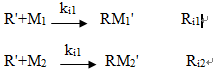 R'+M₁ —kᵢ₁→ RM₁' Rᵢ₁
R'+M₂ —kᵢ₁→ RM₂' Rᵢ₂